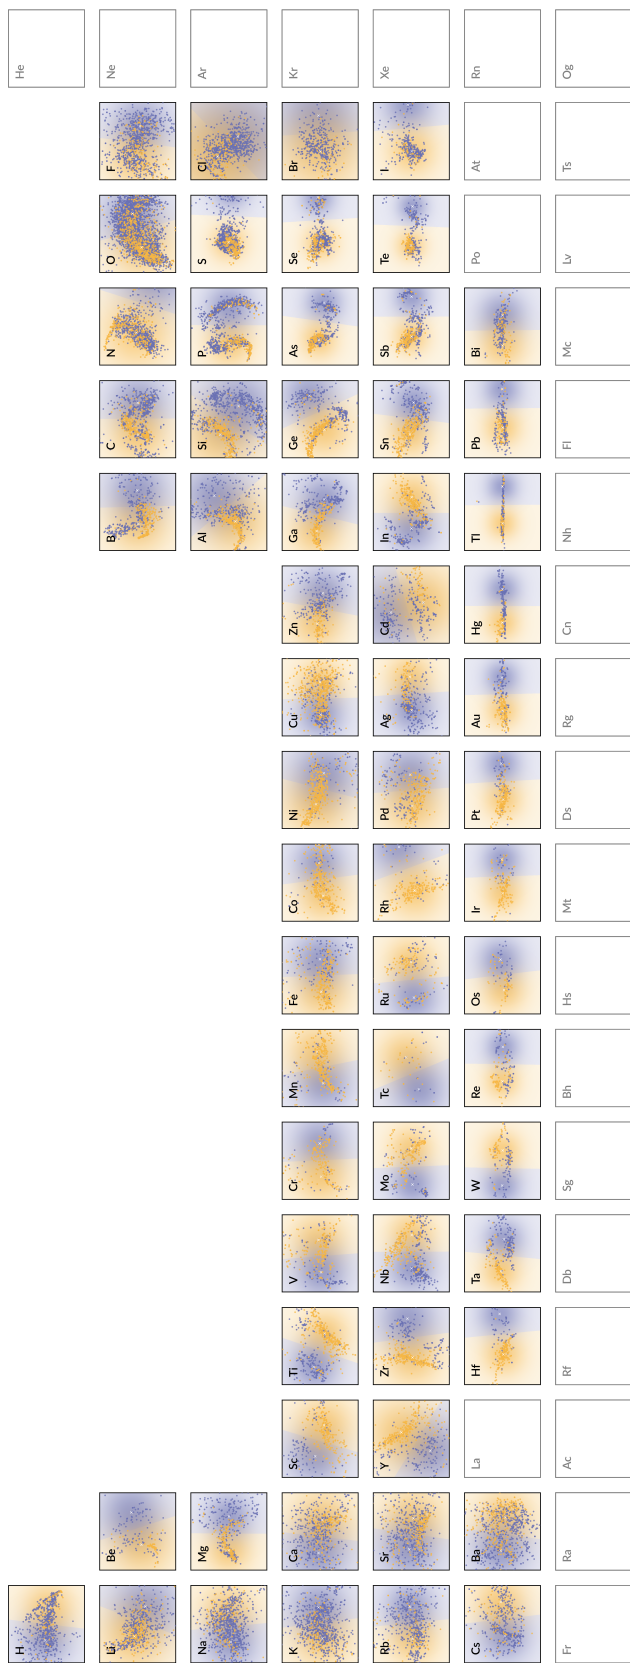 H He
Li Be B C N O F Ne
Na Mg Al Si P S Cl Ar
K Ca Sc Ti V Cr Mn Fe Co Ni Cu Zn Ga Ge As Se Br Kr
Rb Sr Y Zr Nb Mo Tc Ru Rh Pd Ag Cd In Sn Sb Te I Xe
Cs Ba La Hf Ta W Re Os Ir Pt Au Hg Tl Pb Bi Po At Rn
Fr Ra Ac Rf Db Sg Bh Hs Mt Ds Rg Cn Nh Fl Mc Lv Ts Og